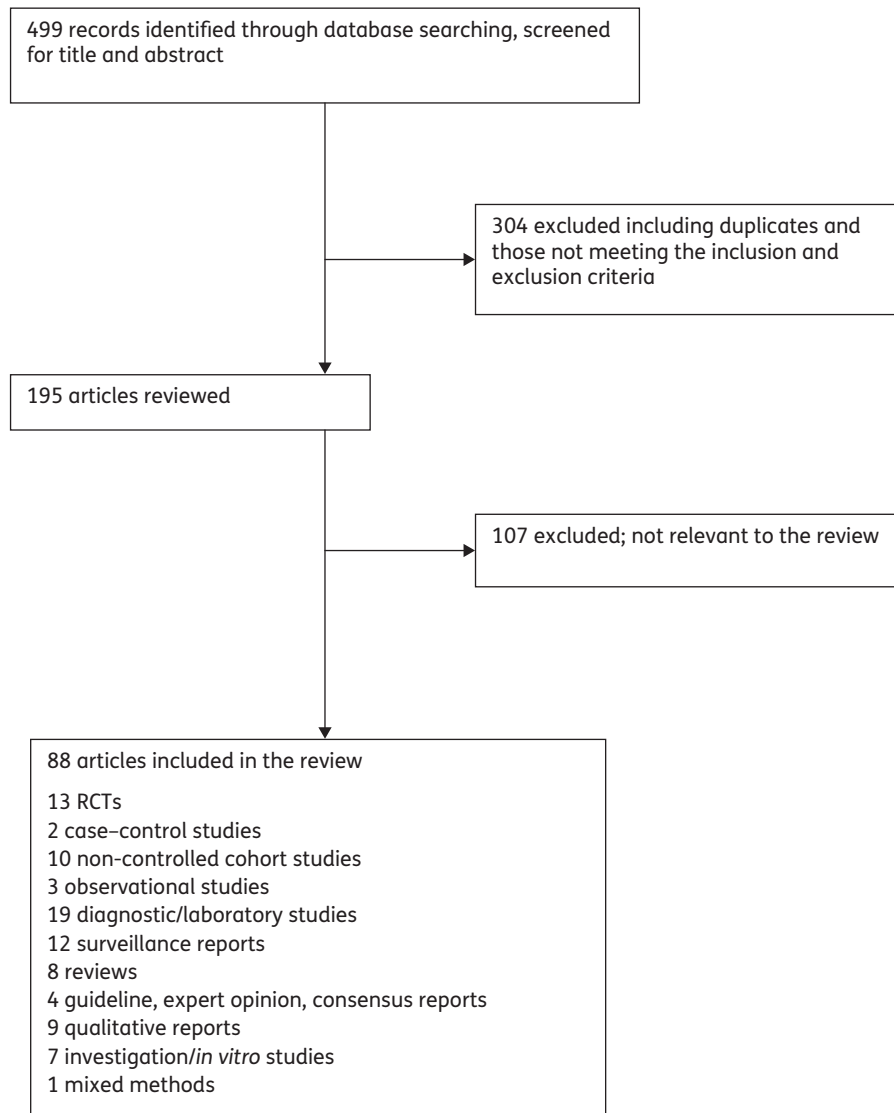 499 records identified through database searching, screened
for title and abstract
304 excluded including duplicates and
those not meeting the inclusion and
exclusion criteria
195 articles reviewed
107 excluded; not relevant to the review
88 articles included in the review
13 RCTs
2 case–control studies
10 non-controlled cohort studies
3 observational studies
19 diagnostic/laboratory studies
12 surveillance reports
8 reviews
4 guideline, expert opinion, consensus reports
9 qualitative reports
7 investigation/in vitro studies
1 mixed methods